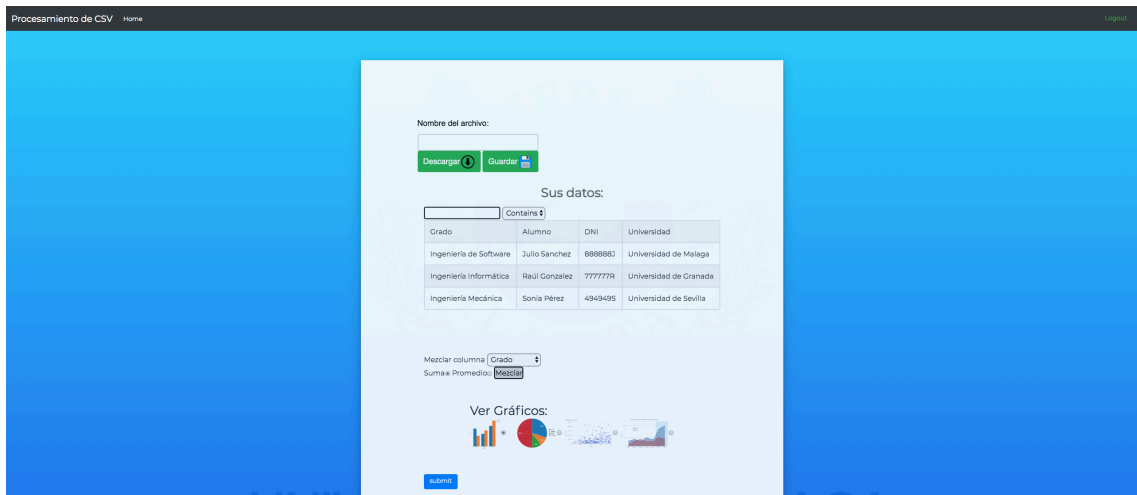 Procesamiento de CSV Home Logout
Nombre del archivo:
Descargar Guardar
Sus datos:
Contains
Grado Alumno DNI Universidad
Ingeniería de Software Julio Sanchez 888888J Universidad de Malaga
Ingeniería Informática Raúl Gonzalez 777777R Universidad de Granada
Ingeniería Mecánica Sonia Pérez 494949S Universidad de Sevilla
Mezclar columna Grado
Suma Promedio Mezclar
Ver Gráficos:
submit